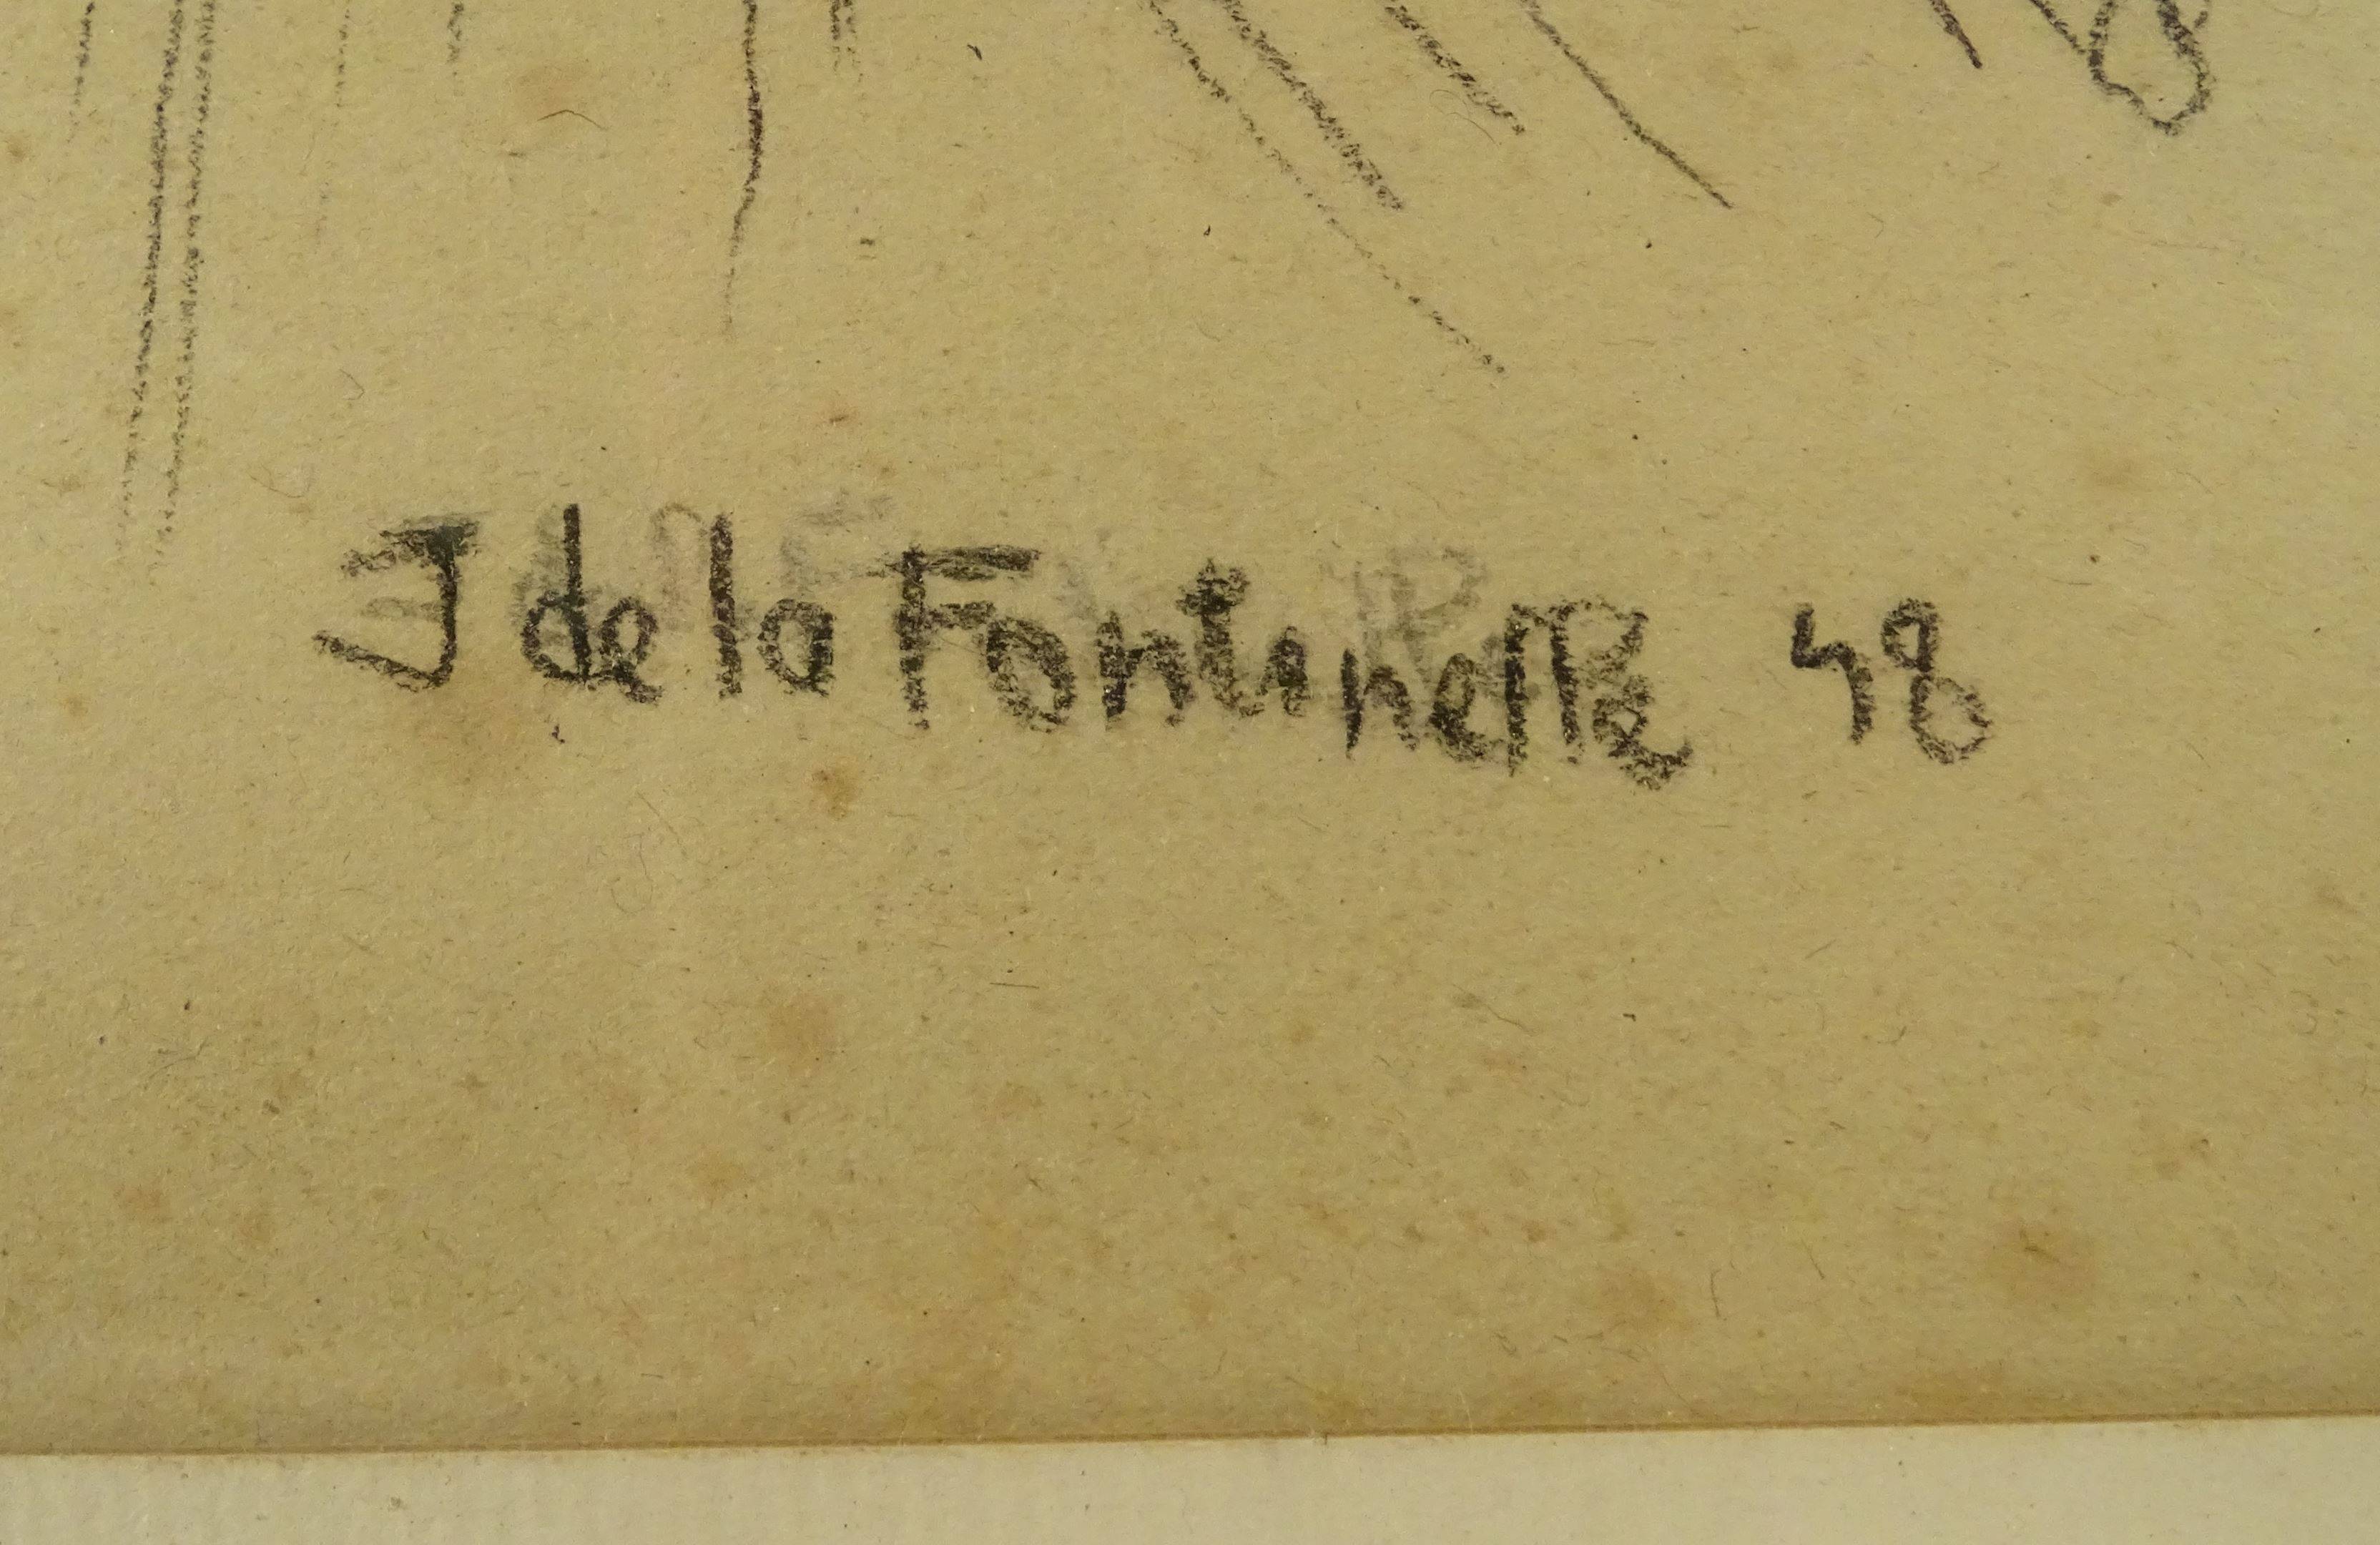 J de la Fontinelle 48